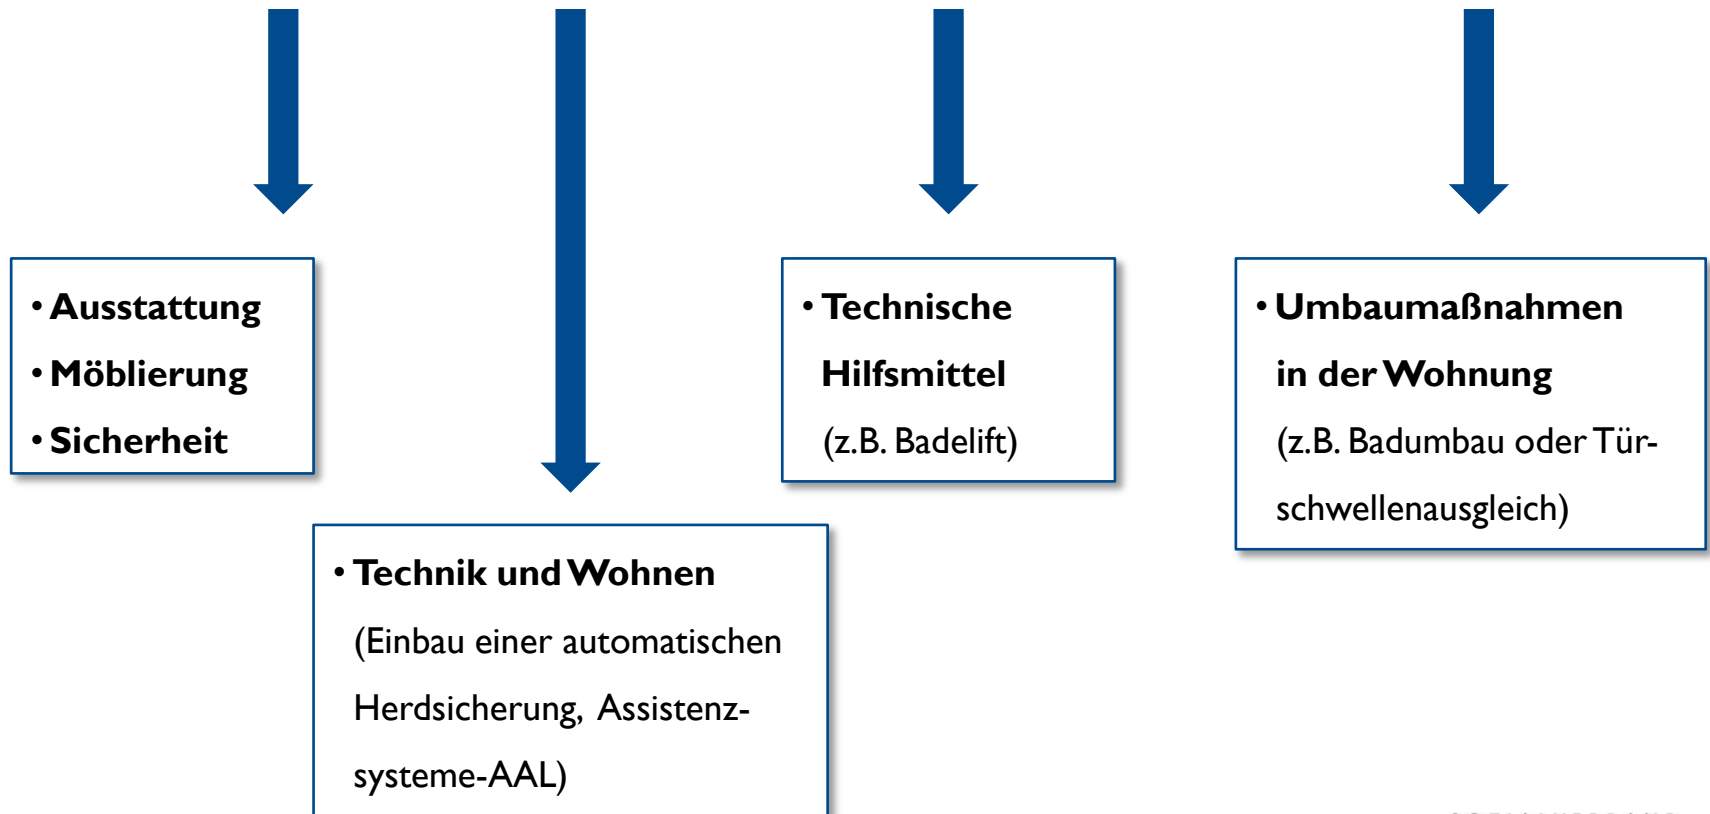 • Ausstattung
• Möblierung
• Sicherheit
• Technische
Hilfsmittel
(z.B. Badelift)
• Umbaumaßnahmen
in der Wohnung
(z.B. Badumbau oder Tür-
schwellenausgleich)
• Technik und Wohnen
(Einbau einer automatischen
Herdsicherung, Assistenz-
systeme-AAL)